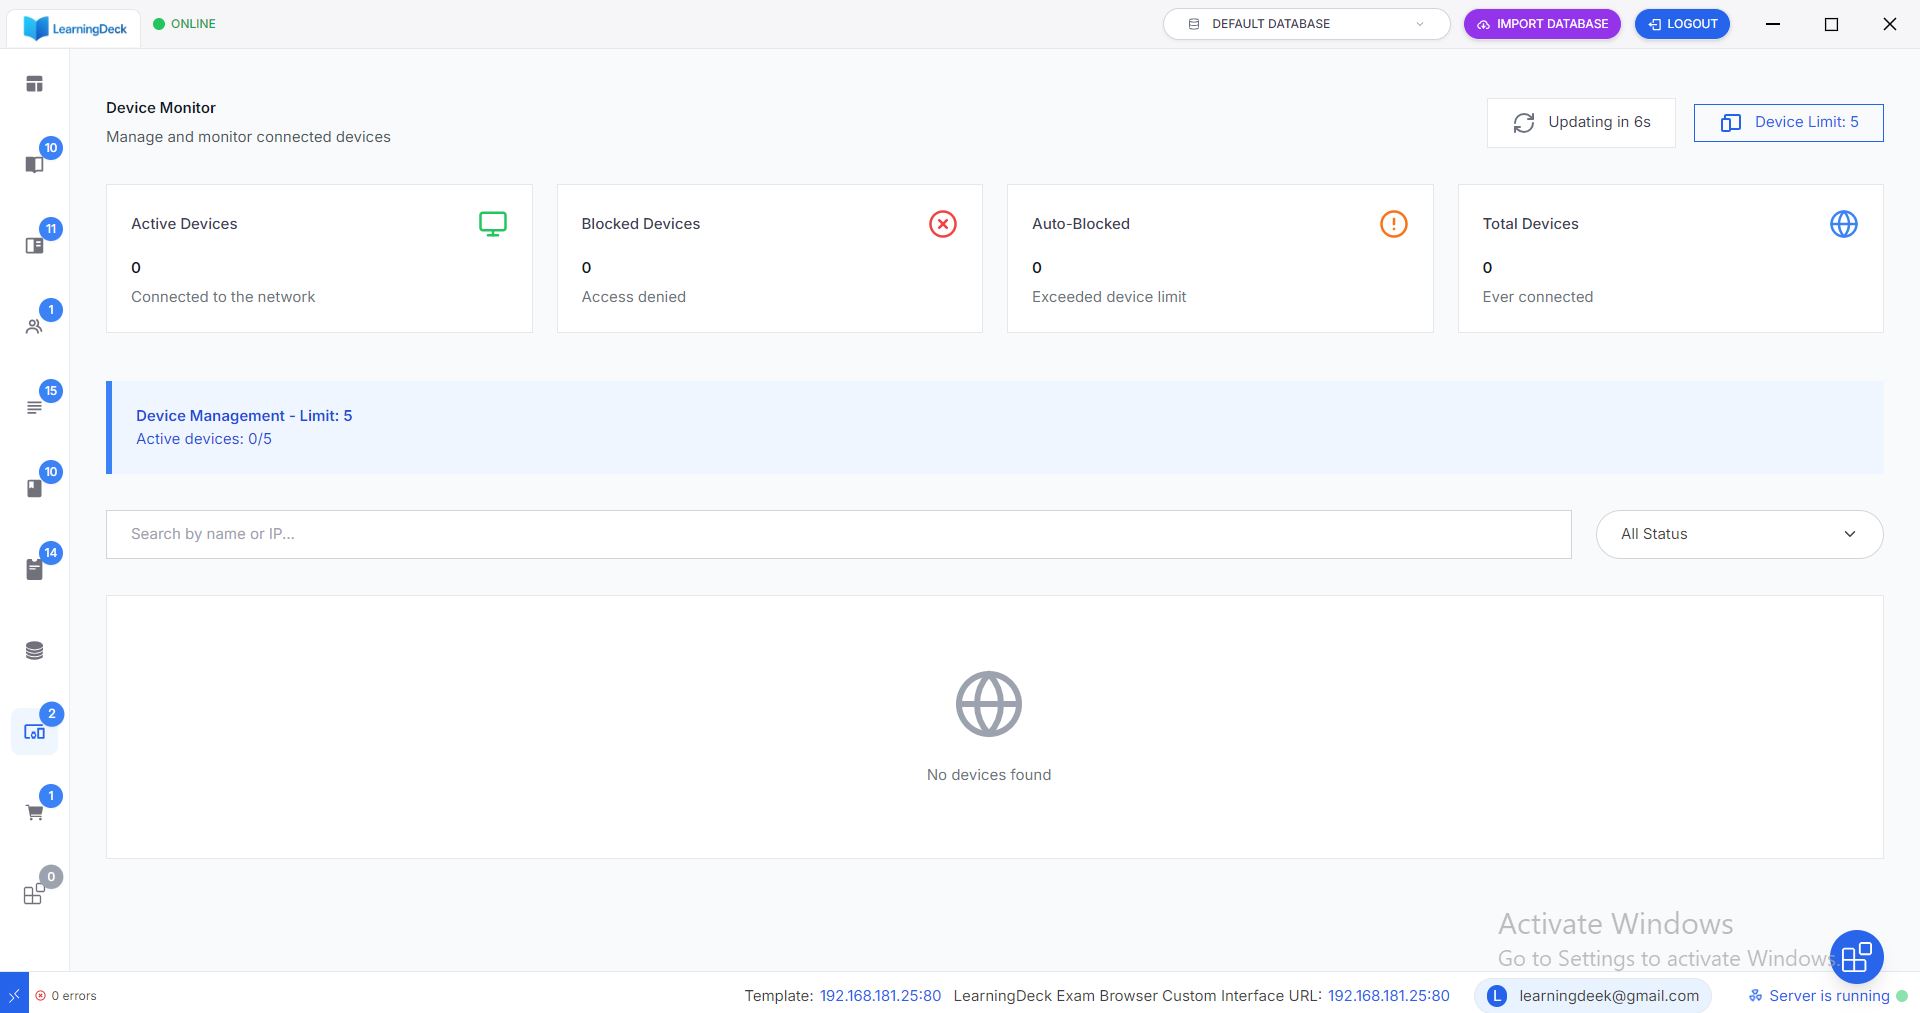 LearningDeck
ONLINE
DEFAULT DATABASE
IMPORT DATABASE
LOGOUT
10
11
1
15
10
14
2
1
0
Device Monitor
Manage and monitor connected devices
Updating in 6s
Device Limit: 5
Active Devices
0
Connected to the network
Blocked Devices
0
Access denied
Auto-Blocked
0
Exceeded device limit
Total Devices
0
Ever connected
Device Management - Limit: 5
Active devices: 0/5
Search by name or IP...
All Status
No devices found
Activate Windows
Go to Settings to activate Windows.
0 errors
Template: 192.168.181.25:80 LearningDeck Exam Browser Custom Interface URL: 192.168.181.25:80
L learningdeek@gmail.com
Server is running